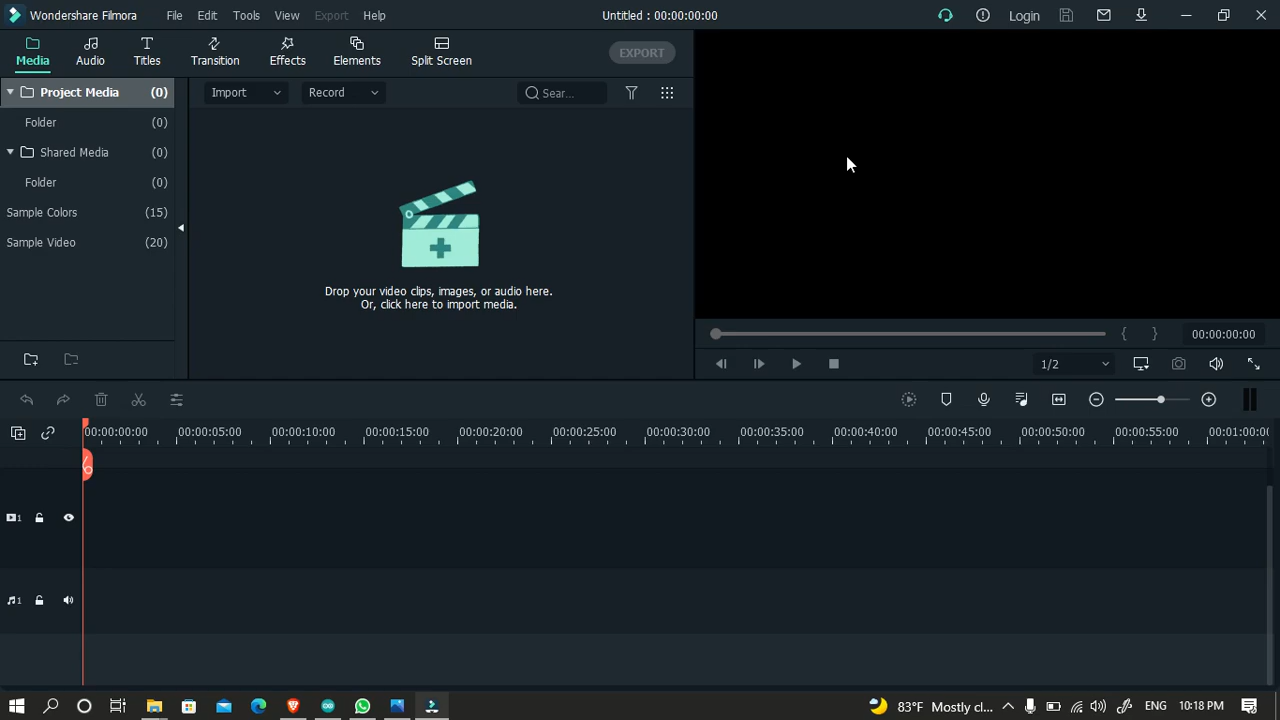 Wondershare Filmora
File Edit Tools View Export Help
Untitled : 00:00:00:00
Login
Media Audio Titles Transition Effects Elements Split Screen
EXPORT
Project Media (0)
Folder (0)
Shared Media (0)
Folder (0)
Sample Colors (15)
Sample Video (20)
Import Record Sear...
Drop your video clips, images, or audio here.
Or, click here to import media.
{ } 00:00:00:00
1/2
00:00:00:00 00:00:05:00 00:00:10:00 00:00:15:00 00:00:20:00 00:00:25:00 00:00:30:00 00:00:35:00 00:00:40:00 00:00:45:00 00:00:50:00 00:00:55:00 00:01:00:00
1
1
83°F Mostly cl... ENG 10:18 PM